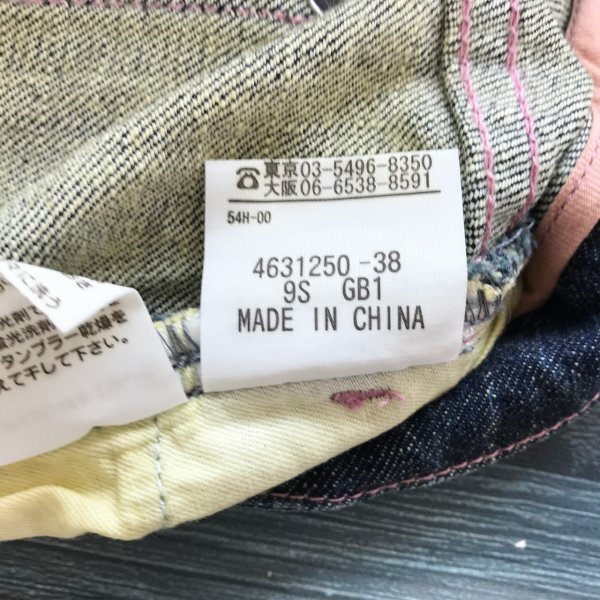 ☎東京03-5496-8350
大阪06-6538-8591
54H-00
4631250-38
9S GB1
MADE IN CHINA
タンブラー乾燥を
て干して下さい。